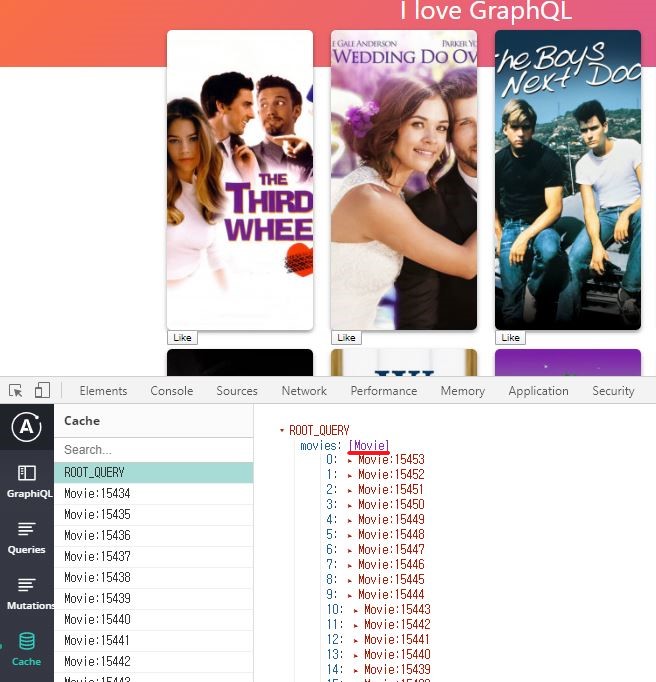 I love GraphQL
THE
THIRD
WHEE
E GALE ANDERSON
PARKER YO
WEDDING DO OV
he Boys
Next Doo
Like
Like
Like
Elements
Console
Sources
Network
Performance
Memory
Application
Security
A
GraphiQL
Queries
Mutations
Cache
Cache
Search...
ROOT_QUERY
Movie:15434
Movie:15435
Movie:15436
Movie:15437
Movie:15438
Movie:15439
Movie:15440
Movie:15441
Movie:15442
Movie:15443
▾ ROOT_QUERY
movies: [Movie]
0: ▸ Movie:15453
1: ▸ Movie:15452
2: ▸ Movie:15451
3: ▸ Movie:15450
4: ▸ Movie:15449
5: ▸ Movie:15448
6: ▸ Movie:15447
7: ▸ Movie:15446
8: ▸ Movie:15445
9: ▸ Movie:15444
10: ▸ Movie:15443
11: ▸ Movie:15442
12: ▸ Movie:15441
13: ▸ Movie:15440
14: ▸ Movie:15439